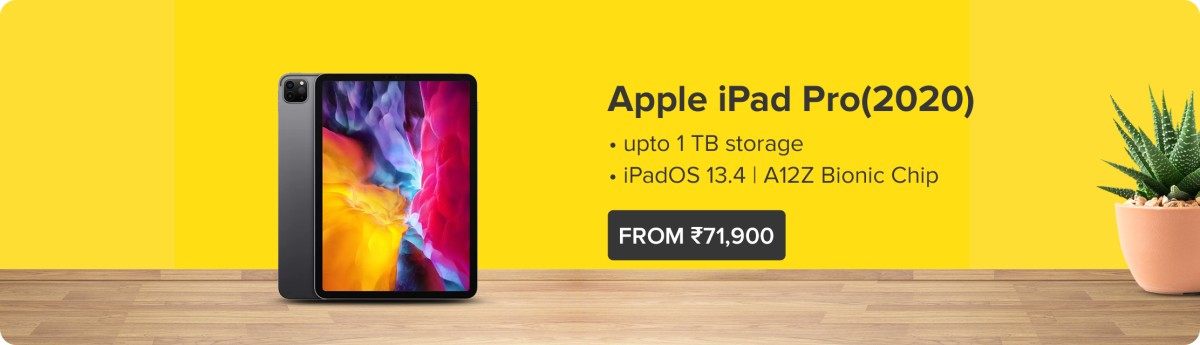 Apple iPad Pro(2020)
• upto 1 TB storage
• iPadOS 13.4 | A12Z Bionic Chip
FROM ₹71,900